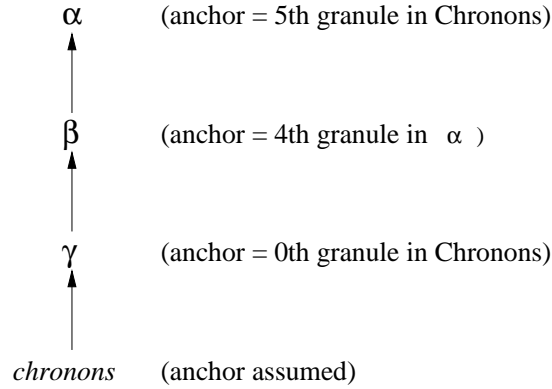 α (anchor = 5th granule in Chronons)
β (anchor = 4th granule in α )
γ (anchor = 0th granule in Chronons)
chronons (anchor assumed)